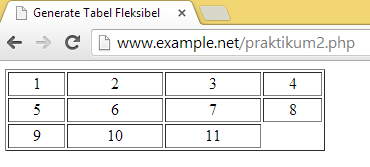 Generate Tabel Fleksibel
www.example.net/praktikum2.php
1 2 3 4
5 6 7 8
9 10 11